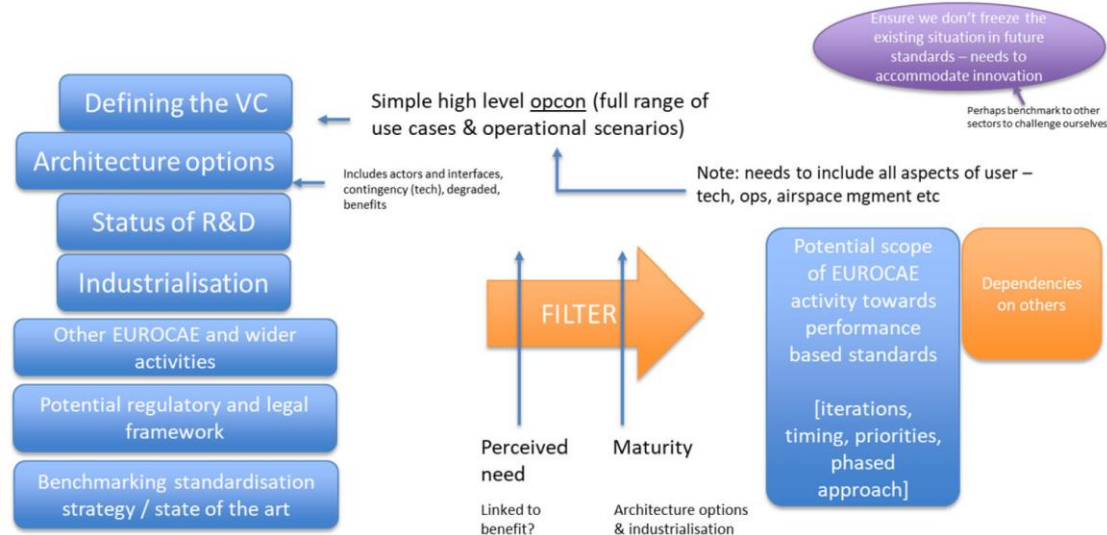 Ensure we don't freeze the
existing situation in future
standards – needs to
accommodate innovation
Perhaps benchmark to other
sectors to challenge ourselves
Defining the VC
Architecture options
Status of R&D
Industrialisation
Other EUROCAE and wider
activities
Potential regulatory and legal
framework
Benchmarking standardisation
strategy / state of the art
Simple high level opcon (full range of
use cases & operational scenarios)
Includes actors and interfaces,
contingency (tech), degraded,
benefits
Note: needs to include all aspects of user –
tech, ops, airspace mgment etc
FILTER
Perceived
need
Linked to
benefit?
Maturity
Architecture options
& industrialisation
Potential scope
of EUROCAE
activity towards
performance
based standards
[iterations,
timing, priorities,
phased
approach]
Dependencies
on others